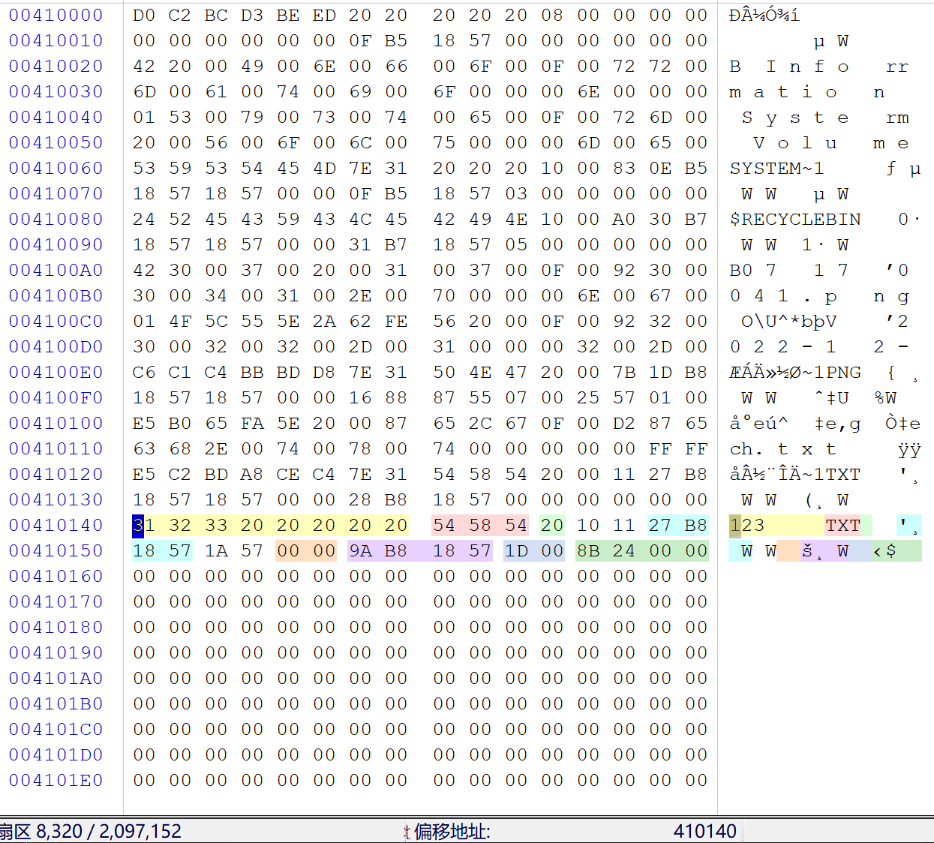 00410000 D0 C2 BC D3 BE ED 20 20 20 20 20 08 00 00 00 00 ÐÂ¼Ó¾í
00410010 00 00 00 00 00 00 0F B5 18 57 00 00 00 00 00 00 µ W
00410020 42 20 00 49 00 6E 00 66 00 6F 00 0F 00 72 72 00 B I n f o rr
00410030 6D 00 61 00 74 00 69 00 6F 00 00 00 6E 00 00 00 m a t i o n
00410040 01 53 00 79 00 73 00 74 00 65 00 0F 00 72 6D 00 S y s t e rm
00410050 20 00 56 00 6F 00 6C 00 75 00 00 00 6D 00 65 00 V o l u m e
00410060 53 59 53 54 45 4D 7E 31 20 20 20 10 00 83 0E B5 SYSTEM~1 ƒ µ
00410070 18 57 18 57 00 00 0F B5 18 57 03 00 00 00 00 00 W W µ W
00410080 24 52 45 43 59 43 4C 45 42 49 4E 10 00 A0 30 B7 $RECYCLEBIN 0·
00410090 18 57 18 57 00 00 31 B7 18 57 05 00 00 00 00 00 W W 1· W
004100A0 42 30 00 37 00 20 00 31 00 37 00 0F 00 92 30 00 B0 7 1 7 ’0
004100B0 30 00 34 00 31 00 2E 00 70 00 00 00 6E 00 67 00 0 4 1 . p n g
004100C0 01 4F 5C 55 5E 2A 62 FE 56 20 00 0F 00 92 32 00 O\U^*bþV ’2
004100D0 30 00 32 00 32 00 2D 00 31 00 00 00 32 00 2D 00 0 2 2 - 1 2 -
004100E0 C6 C1 C4 BB BD D8 7E 31 50 4E 47 20 00 7B 1D B8 ÆÁÄ»½Ø~1PNG { ¸
004100F0 18 57 18 57 00 00 16 88 87 55 07 00 25 57 01 00 W W ˆ‡U %W
00410100 E5 B0 65 FA 5E 20 00 87 65 2C 67 0F 00 D2 87 65 å°eú^ ‡e,g Ò‡e
00410110 63 68 2E 00 74 00 78 00 74 00 00 00 00 00 FF FF ch. t x t ÿÿ
00410120 E5 C2 BD A8 CE C4 7E 31 54 58 54 20 00 11 27 B8 åÂ½¨ÎÄ~1TXT '¸
00410130 18 57 18 57 00 00 28 B8 18 57 00 00 00 00 00 00 W W (¸ W
00410140 31 32 33 20 20 20 20 20 54 58 54 20 10 11 27 B8 123 TXT '¸
00410150 18 57 1A 57 00 00 9A B8 18 57 1D 00 8B 24 00 00 W W š¸ W ‹$
00410160 00 00 00 00 00 00 00 00 00 00 00 00 00 00 00 00
00410170 00 00 00 00 00 00 00 00 00 00 00 00 00 00 00 00
00410180 00 00 00 00 00 00 00 00 00 00 00 00 00 00 00 00
00410190 00 00 00 00 00 00 00 00 00 00 00 00 00 00 00 00
004101A0 00 00 00 00 00 00 00 00 00 00 00 00 00 00 00 00
004101B0 00 00 00 00 00 00 00 00 00 00 00 00 00 00 00 00
004101C0 00 00 00 00 00 00 00 00 00 00 00 00 00 00 00 00
004101D0 00 00 00 00 00 00 00 00 00 00 00 00 00 00 00 00
004101E0 00 00 00 00 00 00 00 00 00 00 00 00 00 00 00 00
扇区 8,320 / 2,097,152 偏移地址: 410140